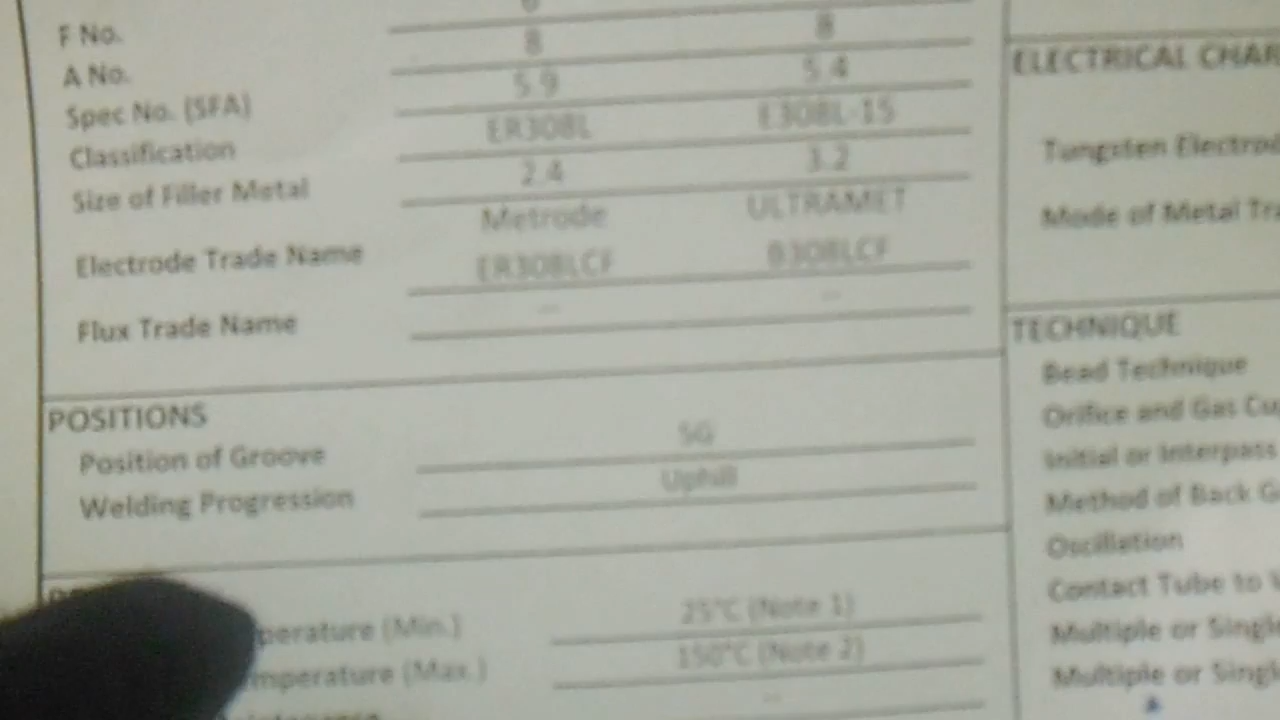 F No.
A No. 8 8
Spec No. (SFA) 5.9 5.4
Classification ER308L E308L-15
Size of Filler Metal 2.4 3.2
Metrode ULTRAMET
Electrode Trade Name ER308LCF B308LCF
Flux Trade Name -- --
POSITIONS
Position of Groove 5G
Welding Progression Uphill
perature (Min.) 25°C (Note 1)
mperature (Max.) 150°C (Note 2)
--
ELECTRICAL CHAR
Tungsten Electrod
Mode of Metal Tra
TECHNIQUE
Bead Technique
Orifice and Gas Cu
Initial or Interpass
Method of Back G
Oscillation
Contact Tube to
Multiple or Single
Multiple or Singl